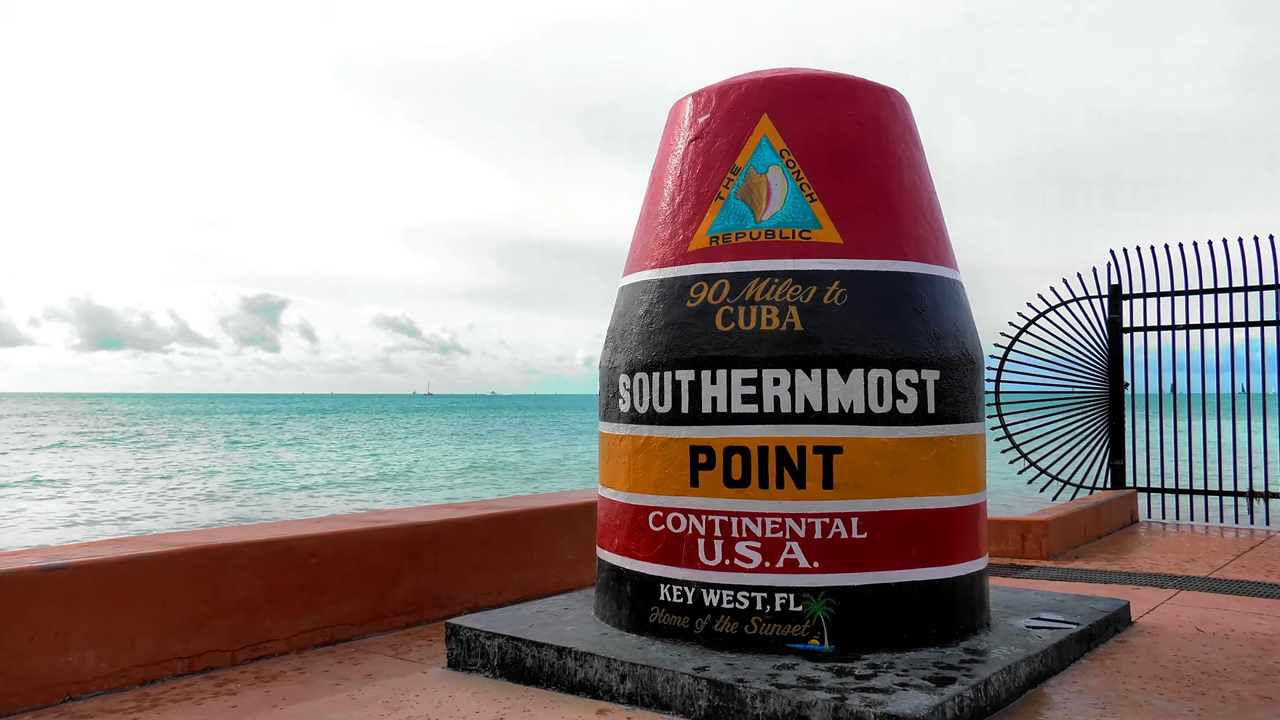 THE CONCH
REPUBLIC
90 Miles to
CUBA
SOUTHERNMOST
POINT
CONTINENTAL
U.S.A.
KEY WEST, FL
Home of the Sunset